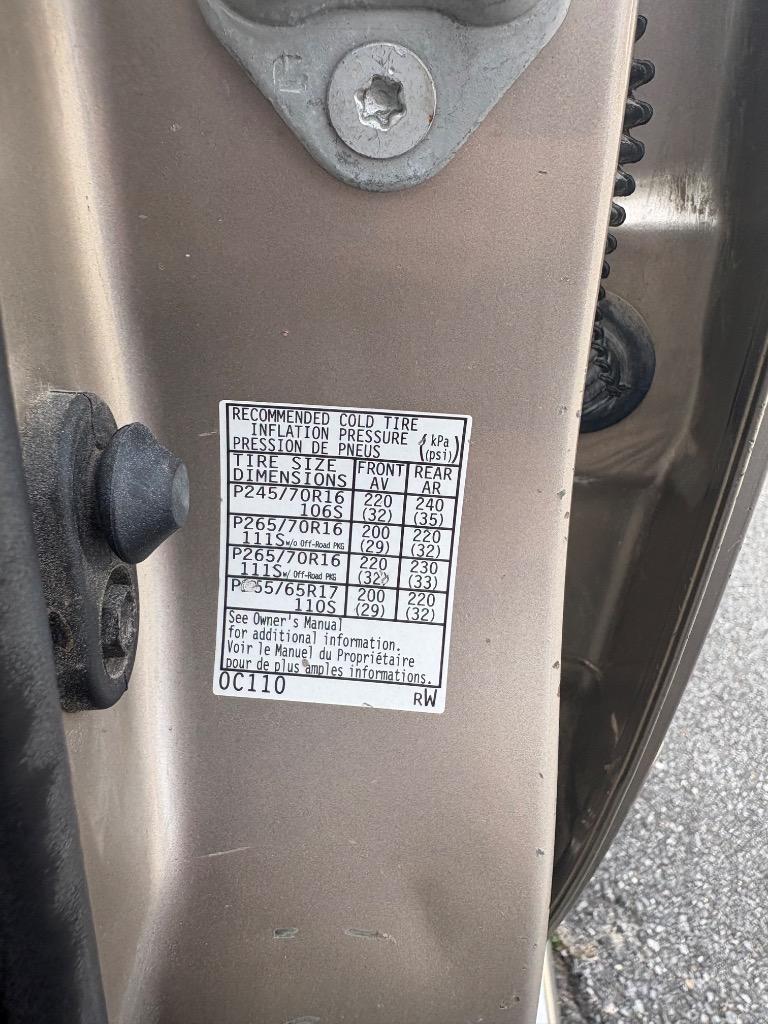 RECOMMENDED COLD TIRE
INFLATION PRESSURE
PRESSION DE PNEUS
kPa
(psi)
TIRE SIZE
DIMENSIONS
FRONT
AV
REAR
AR
P245/70R16
106S
220
(32)
240
(35)
P265/70R16
111S w/o Off-Road PKG
200
(29)
220
(32)
P265/70R16
111S w/ Off-Road PKG
220
(32)
230
(33)
55/65R17
110S
200
(29)
220
(32)
See Owner's Manual
for additional information.
Voir le Manuel du Propriétaire
pour de plus amples informations.
0C110
RW